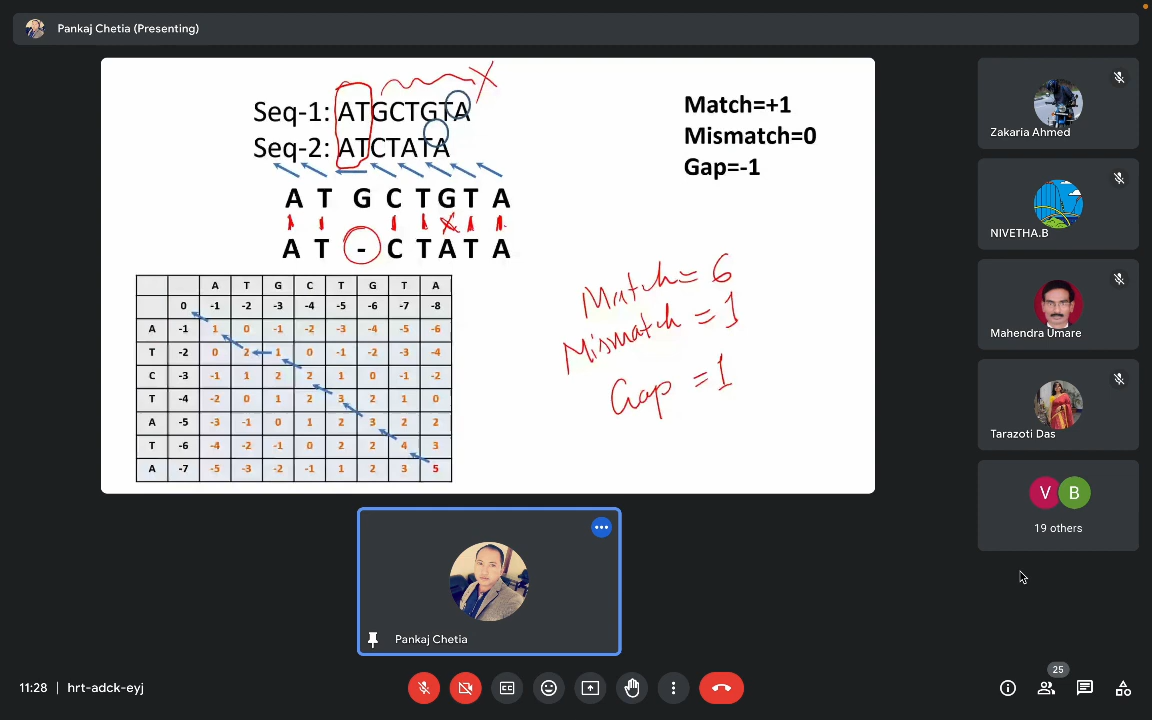 Pankaj Chetia (Presenting)
Seq-1: ATGCTGTA
Seq-2: ATCTATA
A T G C T G T A
A T - C T A T A
Match=+1
Mismatch=0
Gap=-1
Match = 6
Mismatch = 1
Gap = 1
A T G C T G T A
0 -1 -2 -3 -4 -5 -6 -7 -8
A -1 1 0 -1 -2 -3 -4 -5 -6
T -2 0 2 1 0 -1 -2 -3 -4
C -3 -1 1 2 2 1 0 -1 -2
T -4 -2 0 1 2 3 2 1 0
A -5 -3 -1 0 1 2 3 2 2
T -6 -4 -2 -1 0 2 2 4 3
A -7 -5 -3 -2 -1 1 2 3 5
Zakaria Ahmed
NIVETHA.B
Mahendra Umare
Tarazoti Das
V B
19 others
Pankaj Chetia
11:28 | hrt-adck-eyj
CC
25